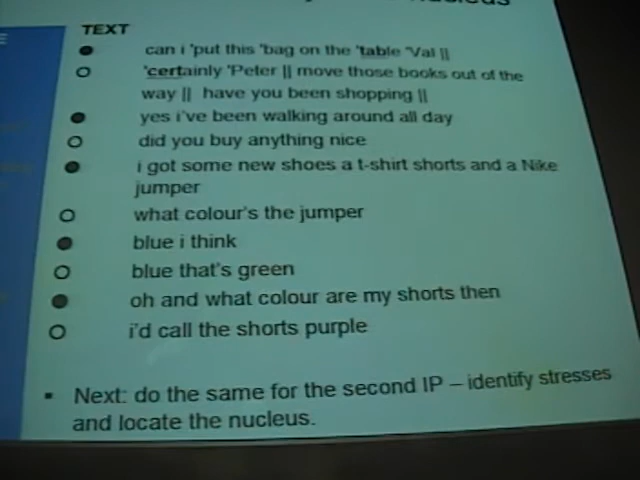 nucleus
TEXT
can i 'put this 'bag on the 'table 'Val ||
'certainly 'Peter || move those books out of the
way || have you been shopping ||
yes i've been walking around all day
did you buy anything nice
i got some new shoes a t-shirt shorts and a Nike
jumper
what colour's the jumper
blue i think
blue that's green
oh and what colour are my shorts then
i'd call the shorts purple
Next: do the same for the second IP – identify stresses
and locate the nucleus.